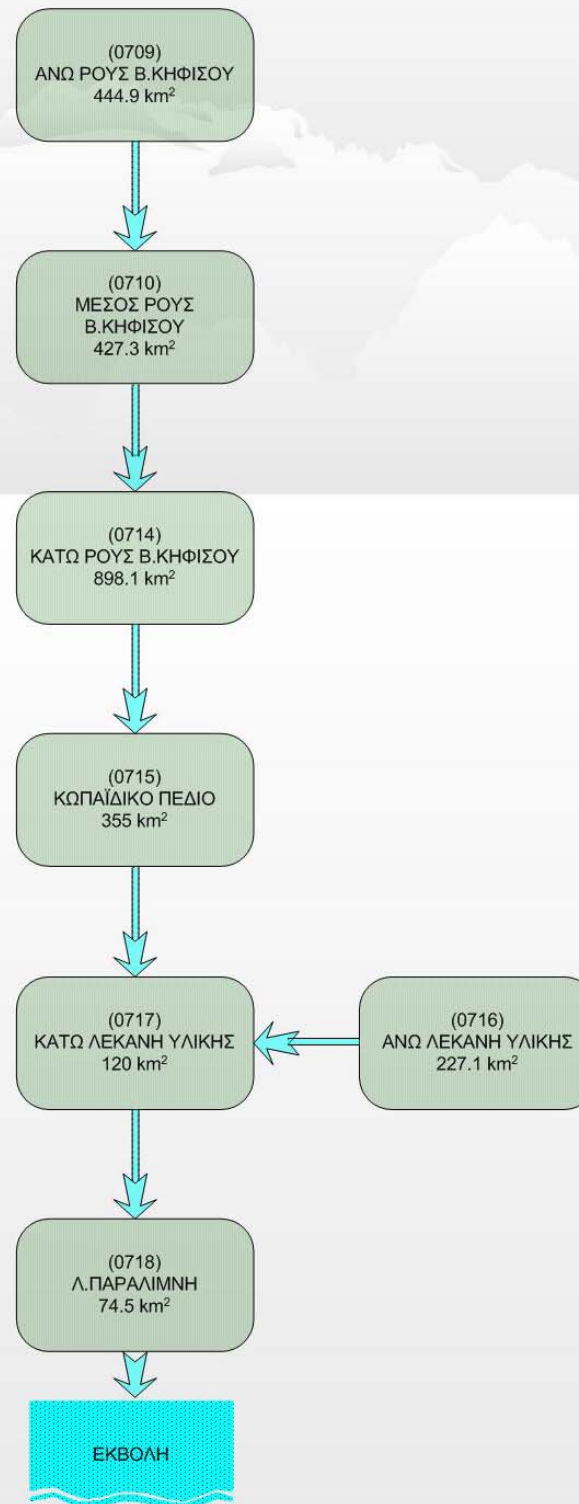 (0709)
ΑΝΩ ΡΟΥΣ Β.ΚΗΦΙΣΟΥ
444.9 km²
(0710)
ΜΕΣΟΣ ΡΟΥΣ
Β.ΚΗΦΙΣΟΥ
427.3 km²
(0714)
ΚΑΤΩ ΡΟΥΣ Β.ΚΗΦΙΣΟΥ
898.1 km²
(0715)
ΚΩΠΑΪΔΙΚΟ ΠΕΔΙΟ
355 km²
(0717)
ΚΑΤΩ ΛΕΚΑΝΗ ΥΛΙΚΗΣ
120 km²
(0716)
ΑΝΩ ΛΕΚΑΝΗ ΥΛΙΚΗΣ
227.1 km²
(0718)
Λ.ΠΑΡΑΛΙΜΝΗ
74.5 km²
ΕΚΒΟΛΗ